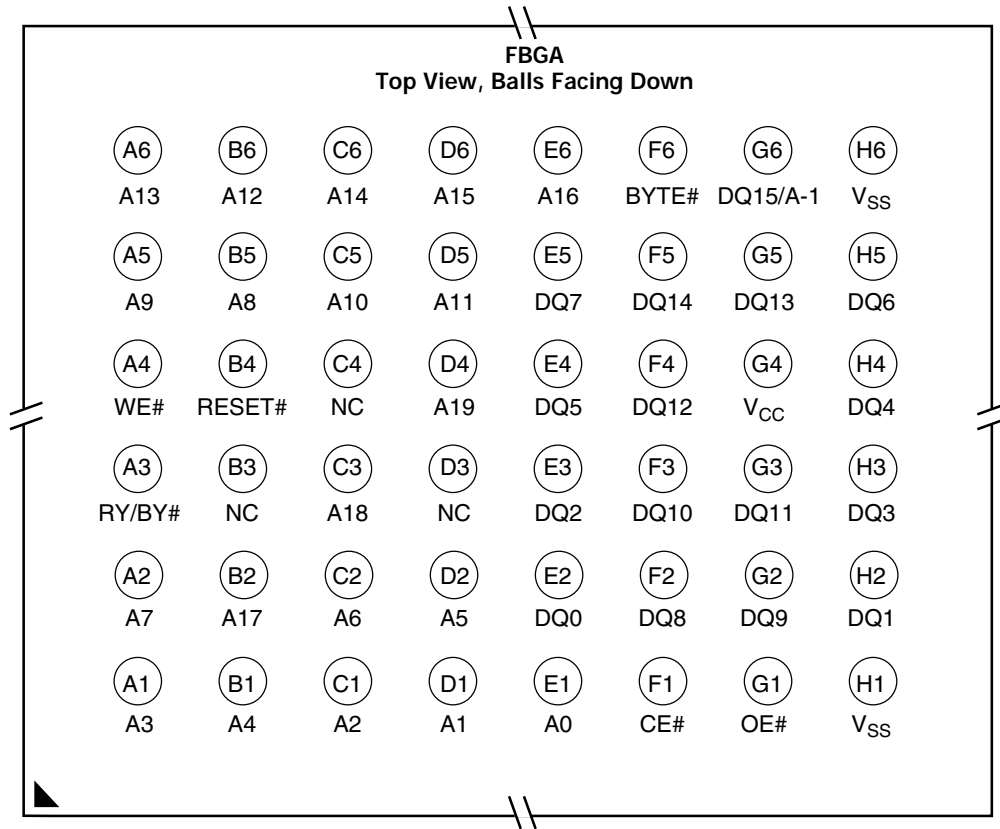 FBGA
Top View, Balls Facing Down
A6 B6 C6 D6 E6 F6 G6 H6
A13 A12 A14 A15 A16 BYTE# DQ15/A-1 VSS
A5 B5 C5 D5 E5 F5 G5 H5
A9 A8 A10 A11 DQ7 DQ14 DQ13 DQ6
A4 B4 C4 D4 E4 F4 G4 H4
WE# RESET# NC A19 DQ5 DQ12 VCC DQ4
A3 B3 C3 D3 E3 F3 G3 H3
RY/BY# NC A18 NC DQ2 DQ10 DQ11 DQ3
A2 B2 C2 D2 E2 F2 G2 H2
A7 A17 A6 A5 DQ0 DQ8 DQ9 DQ1
A1 B1 C1 D1 E1 F1 G1 H1
A3 A4 A2 A1 A0 CE# OE# VSS